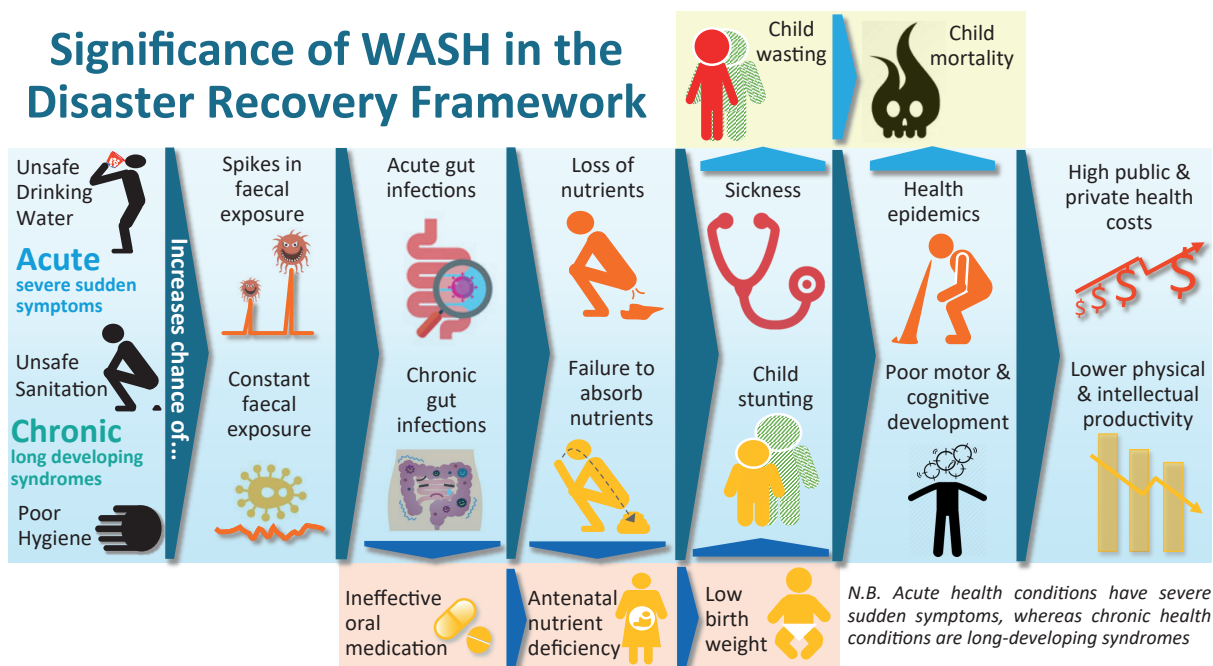 Significance of WASH in the
Disaster Recovery Framework
Child
wasting
Child
mortality
Unsafe
Drinking
Water
Acute
severe sudden
symptoms
Unsafe
Sanitation
Chronic
long developing
syndromes
Poor
Hygiene
Increases chance of...
Spikes in
faecal
exposure
Constant
faecal
exposure
Acute gut
infections
Chronic
gut
infections
Loss of
nutrients
Failure to
absorb
nutrients
Sickness
Child
stunting
Health
epidemics
Poor motor &
cognitive
development
High public &
private health
costs
$ $ $ $
Lower physical
& intellectual
productivity
Ineffective
oral
medication
Antenatal
nutrient
deficiency
Low
birth
weight
N.B. Acute health conditions have severe
sudden symptoms, whereas chronic health
conditions are long-developing syndromes